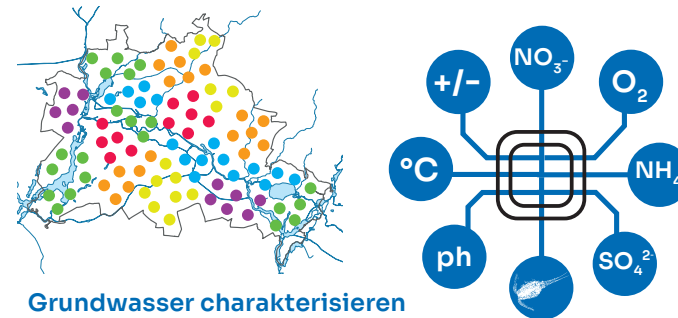 NO₃⁻
+/-
O₂
°C
NH₄
ph
SO₄²⁻
Grundwasser charakterisieren